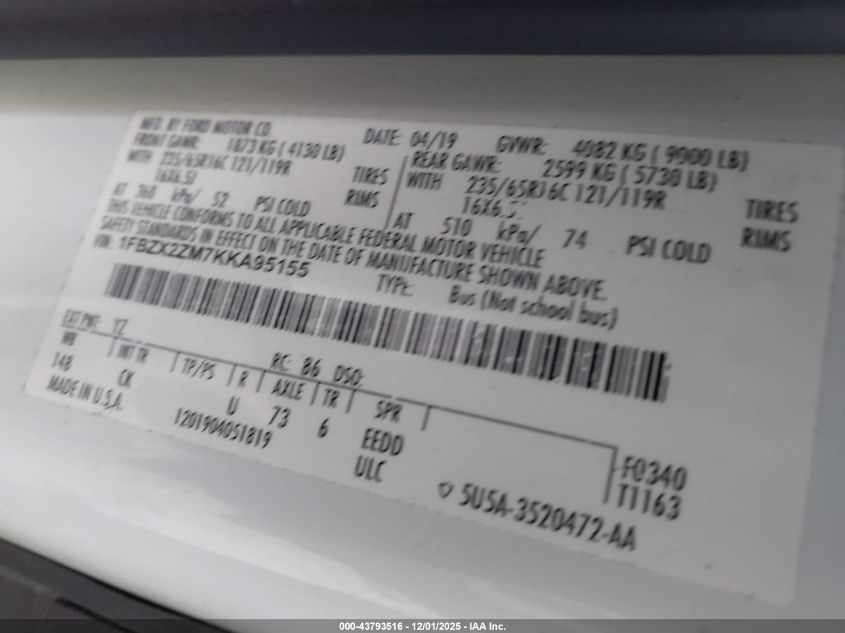 MFD. BY FORD MOTOR CO. DATE: 04/19 GVWR: 4082 KG ( 9000 LB)
FRONT GAWR: 1873 KG ( 4130 LB) REAR GAWR: 2599 KG ( 5730 LB)
WITH 235/65R16C 121/119R TIRES WITH 235/65R16C 121/119R TIRES
16X6.5J RIMS 16X6.5 RIMS
AT 360 kPa/ 52 PSI COLD AT 510 kPa/ 74 PSI COLD
THIS VEHICLE CONFORMS TO ALL APPLICABLE FEDERAL MOTOR VEHICLE
SAFETY STANDARDS IN EFFECT ON THE DATE OF MANUFACTURE SHOWN ABOVE.
VIN: 1FBZX2ZM7KKA95155 TYPE: Bus (Not school bus)
EXT PNT: YZ RC: 86 DSO:
WB INT TR TP/PS R AXLE TR SPR
148 CK U 73 6 EEDD F0340
MADE IN U.S.A. 1201904051819 ULC T1163
5U5A-3520472-AA
000-43793516 - 12/01/2025 - IAA Inc.